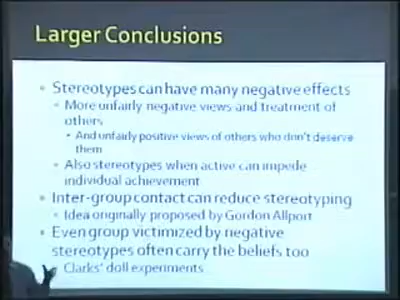 Larger Conclusions
Stereotypes can have many negative effects
More unfairly negative views and treatment of
others
And unfairly positive views of others who don't deserve
them
Also stereotypes when active can impede
individual achievement
Inter-group contact can reduce stereotyping
Idea originally proposed by Gordon Allport
Even group victimized by negative
stereotypes often carry the beliefs too
Clarks' doll experiments